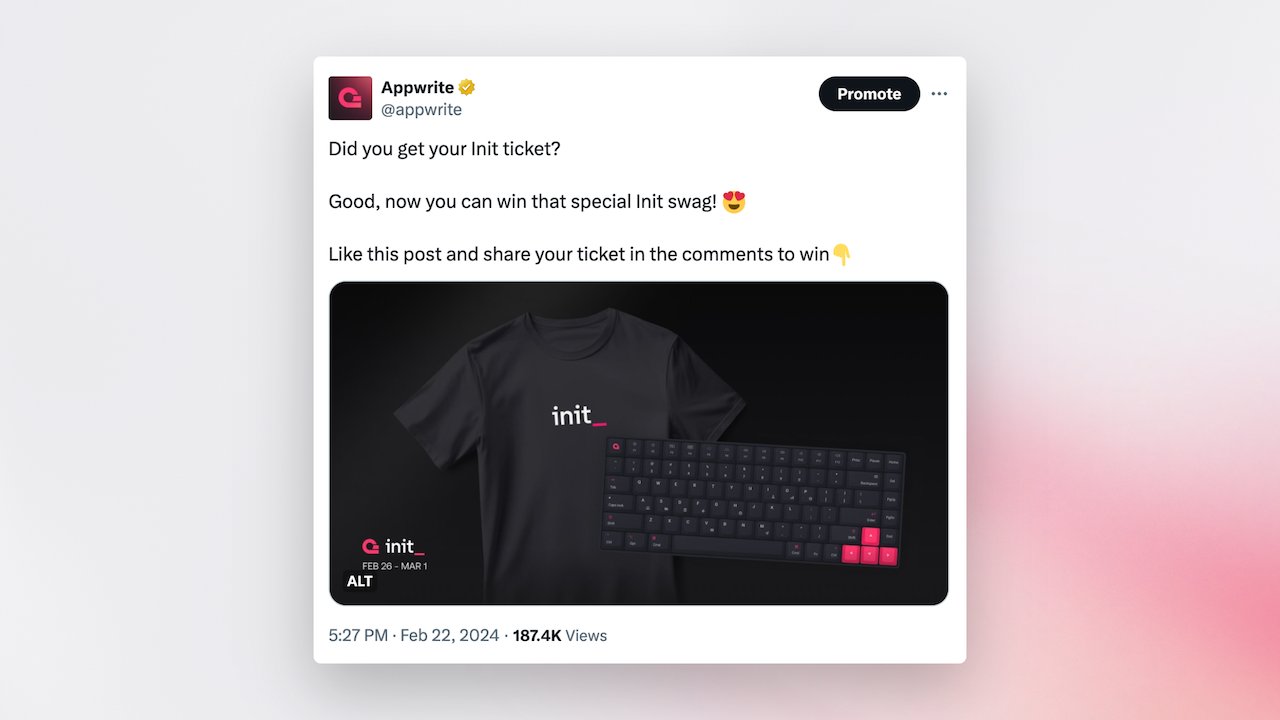 Appwrite
@appwrite
Promote
Did you get your Init ticket?
Good, now you can win that special Init swag! 😍
Like this post and share your ticket in the comments to win👇
init_
init_
FEB 26 - MAR 1
ALT
5:27 PM · Feb 22, 2024 · 187.4K Views